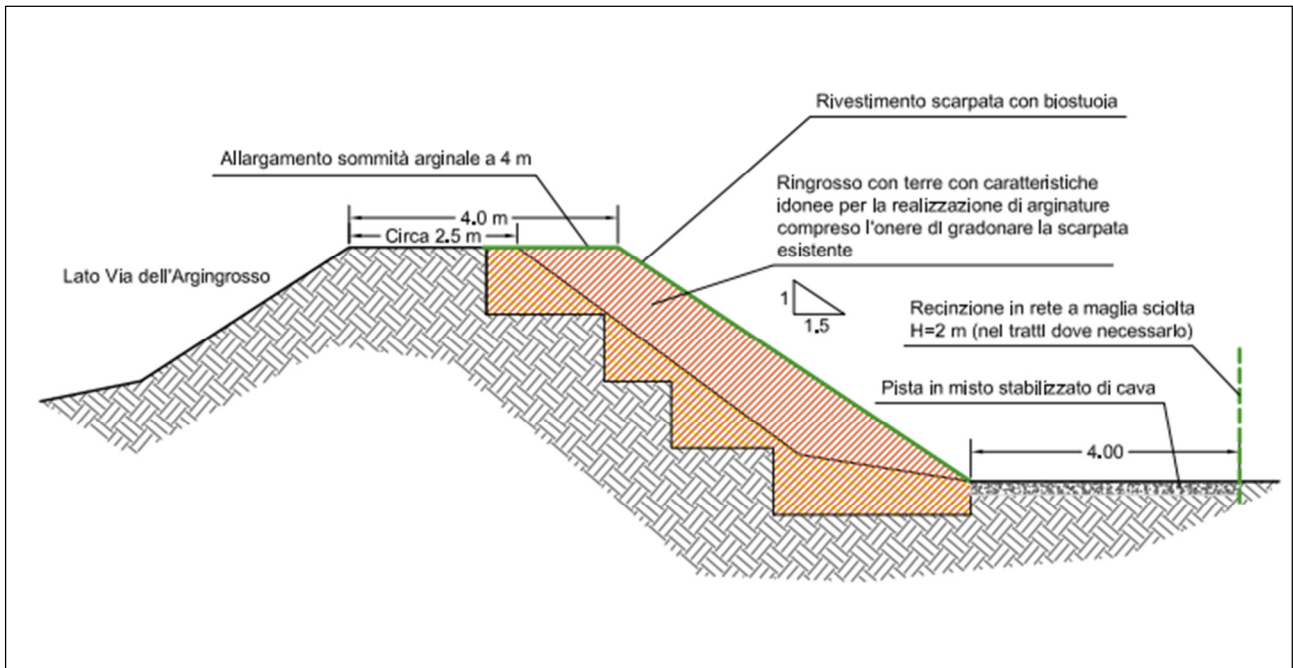 Rivestimento scarpata con biostuoia
Allargamento sommità arginale a 4 m
Ringrosso con terre con caratteristiche
idonee per la realizzazione di arginature
compreso l'onere di gradonare la scarpata
esistente
4.0 m
Circa 2.5 m
Lato Via dell'Argingrosso
1
1.5
Recinzione in rete a maglia sciolta
H=2 m (nel tratti dove necessario)
Pista in misto stabilizzato di cava
4.00